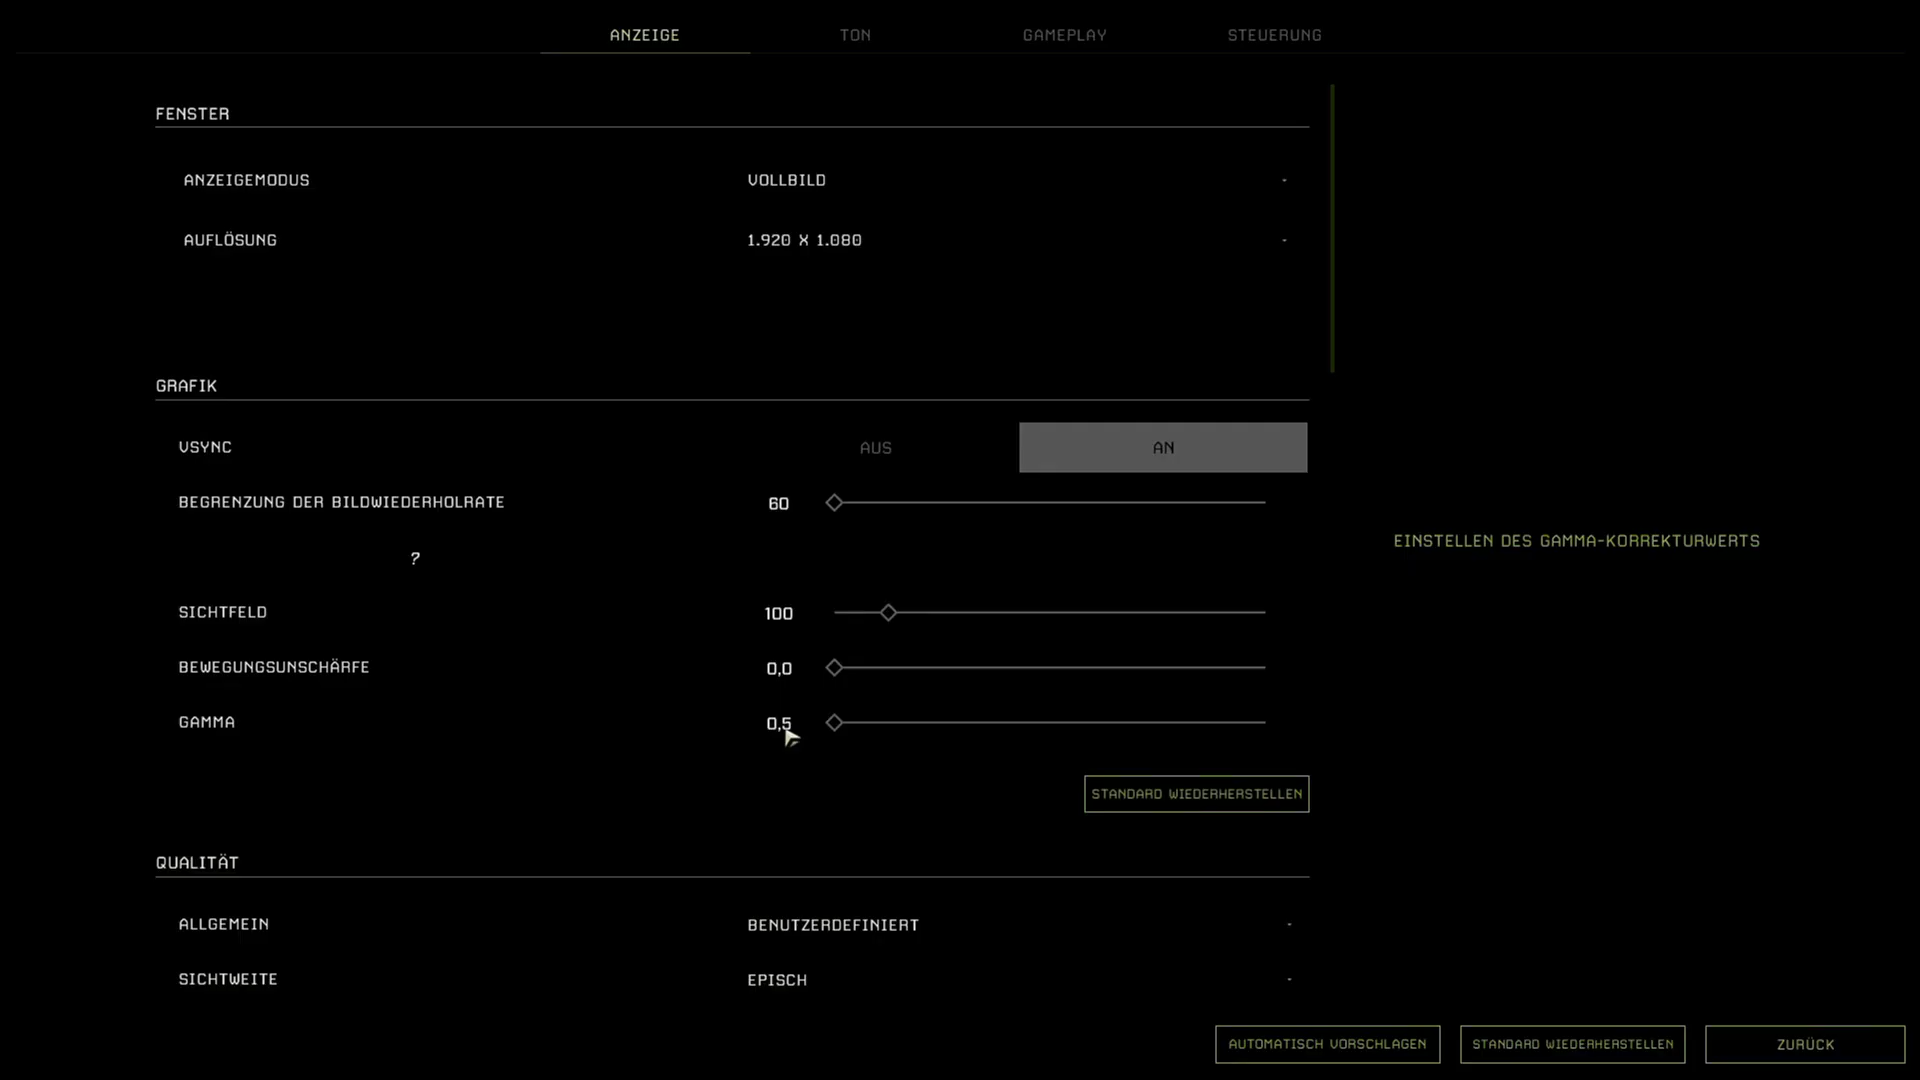 ANZEIGE TON GAMEPLAY STEUERUNG
FENSTER
ANZEIGEMODUS VOLLBILD -
AUFLÖSUNG 1.920 X 1.080 -
GRAFIK
VSYNC AUS AN
BEGRENZUNG DER BILDWIEDERHOLRATE 60
EINSTELLEN DES GAMMA-KORREKTURWERTS
?
SICHTFELD 100
BEWEGUNGSUNSCHÄRFE 0,0
GAMMA 0,5
STANDARD WIEDERHERSTELLEN
QUALITÄT
ALLGEMEIN BENUTZERDEFINIERT -
SICHTWEITE EPISCH -
AUTOMATISCH VORSCHLAGEN STANDARD WIEDERHERSTELLEN ZURÜCK